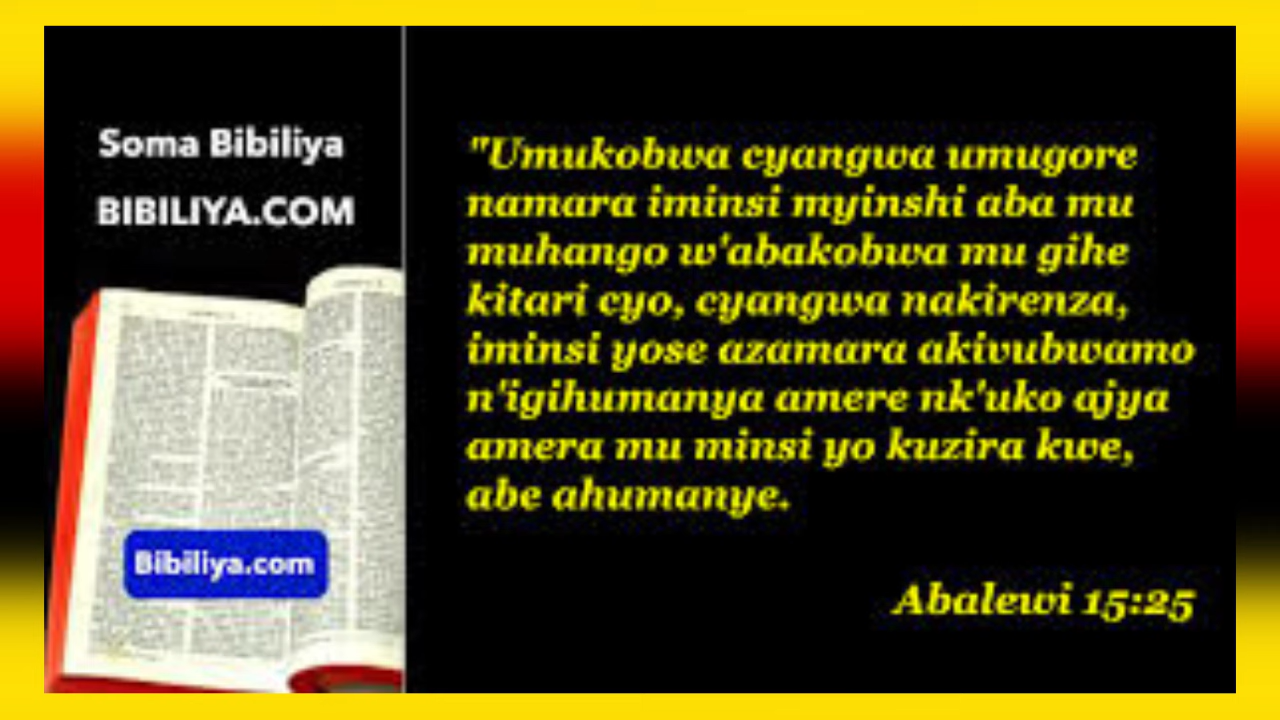 Soma Bibiliya
BIBILIYA.COM
Bibiliya.com
"Umukobwa cyangwa umugore
namara iminsi myinshi aba mu
muhango w'abakobwa mu gihe
kitari cyo, cyangwa nakirenza,
iminsi yose azamara akivubwamo
n'igihumanya amere nk'uko ajya
amera mu minsi yo kuzira kwe,
abe ahumanye.
Abalewi 15:25